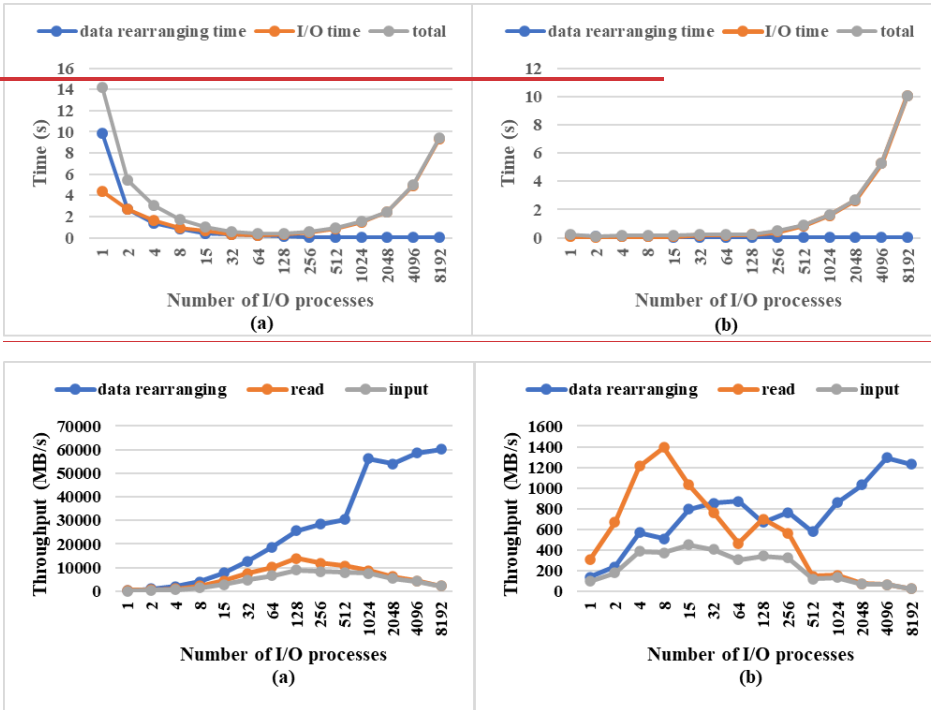 data rearranging time I/O time total
16
14
12
10
8
6
4
2
0
Time (s)
1 2 4 8 15 32 64 128 256 512 1024 2048 4096 8192
Number of I/O processes
(a)
data rearranging time I/O time total
12
10
8
6
4
2
0
Time (s)
1 2 4 8 15 32 64 128 256 512 1024 2048 4096 8192
Number of I/O processes
(b)
data rearranging read input
70000
60000
50000
40000
30000
20000
10000
0
Throughput (MB/s)
1 2 4 8 15 32 64 128 256 512 1024 2048 4096 8192
Number of I/O processes
(a)
data rearranging read input
1600
1400
1200
1000
800
600
400
200
0
Throughput (MB/s)
1 2 4 8 15 32 64 128 256 512 1024 2048 4096 8192
Number of I/O processes
(b)